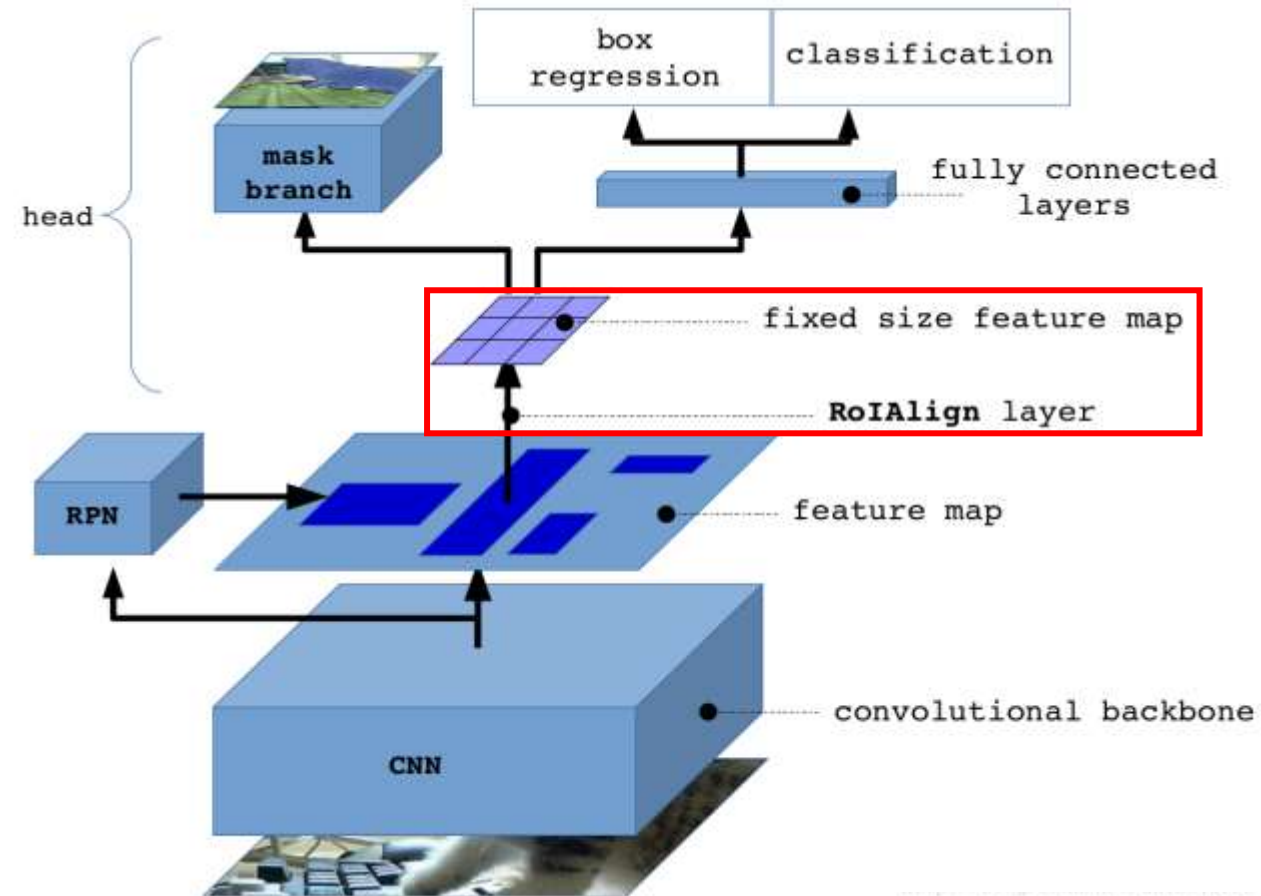 box
regression
classification
mask
branch
fully connected
layers
head
fixed size feature map
RoIAlign layer
RPN
feature map
convolutional backbone
CNN